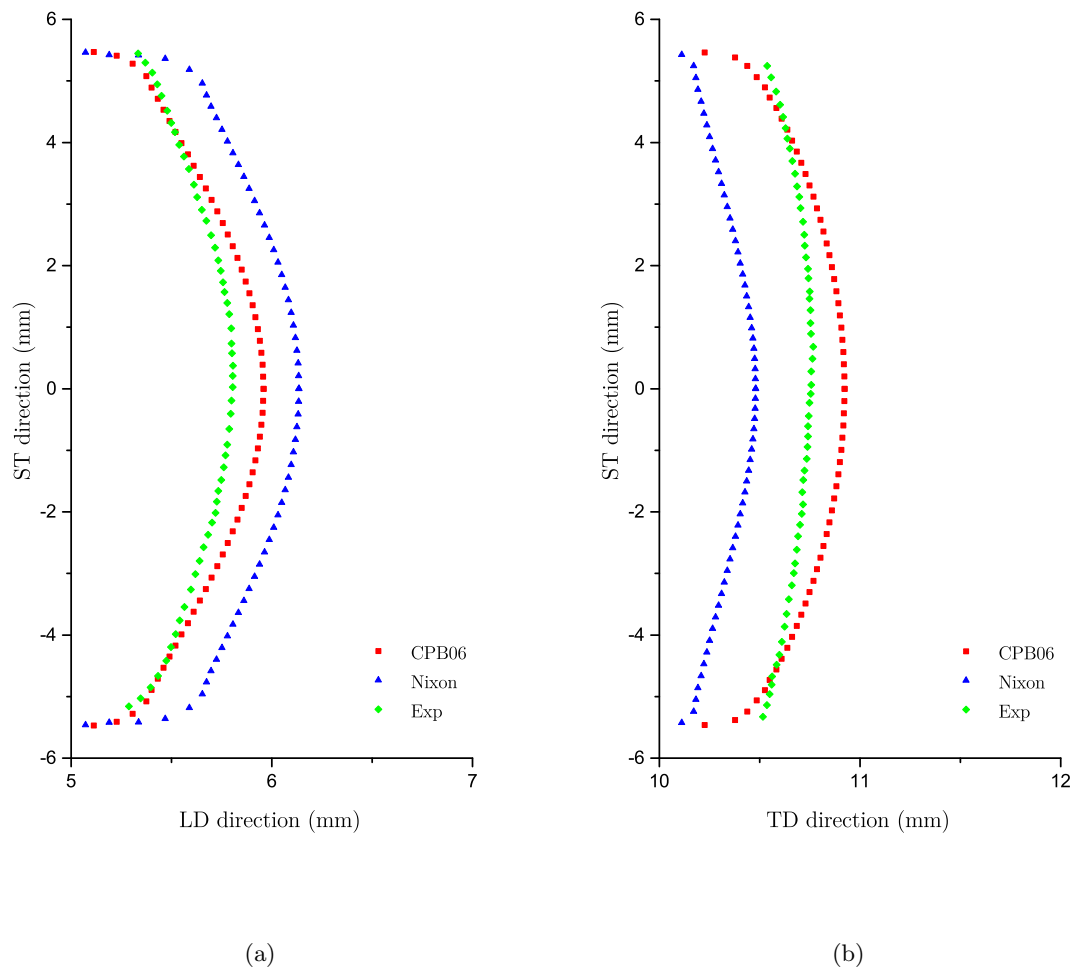 6
4
2
0
-2
-4
-6
ST direction (mm)
5
6
7
LD direction (mm)
CPB06
Nixon
Exp
(a)
6
4
2
0
-2
-4
-6
ST direction (mm)
10
11
12
TD direction (mm)
CPB06
Nixon
Exp
(b)